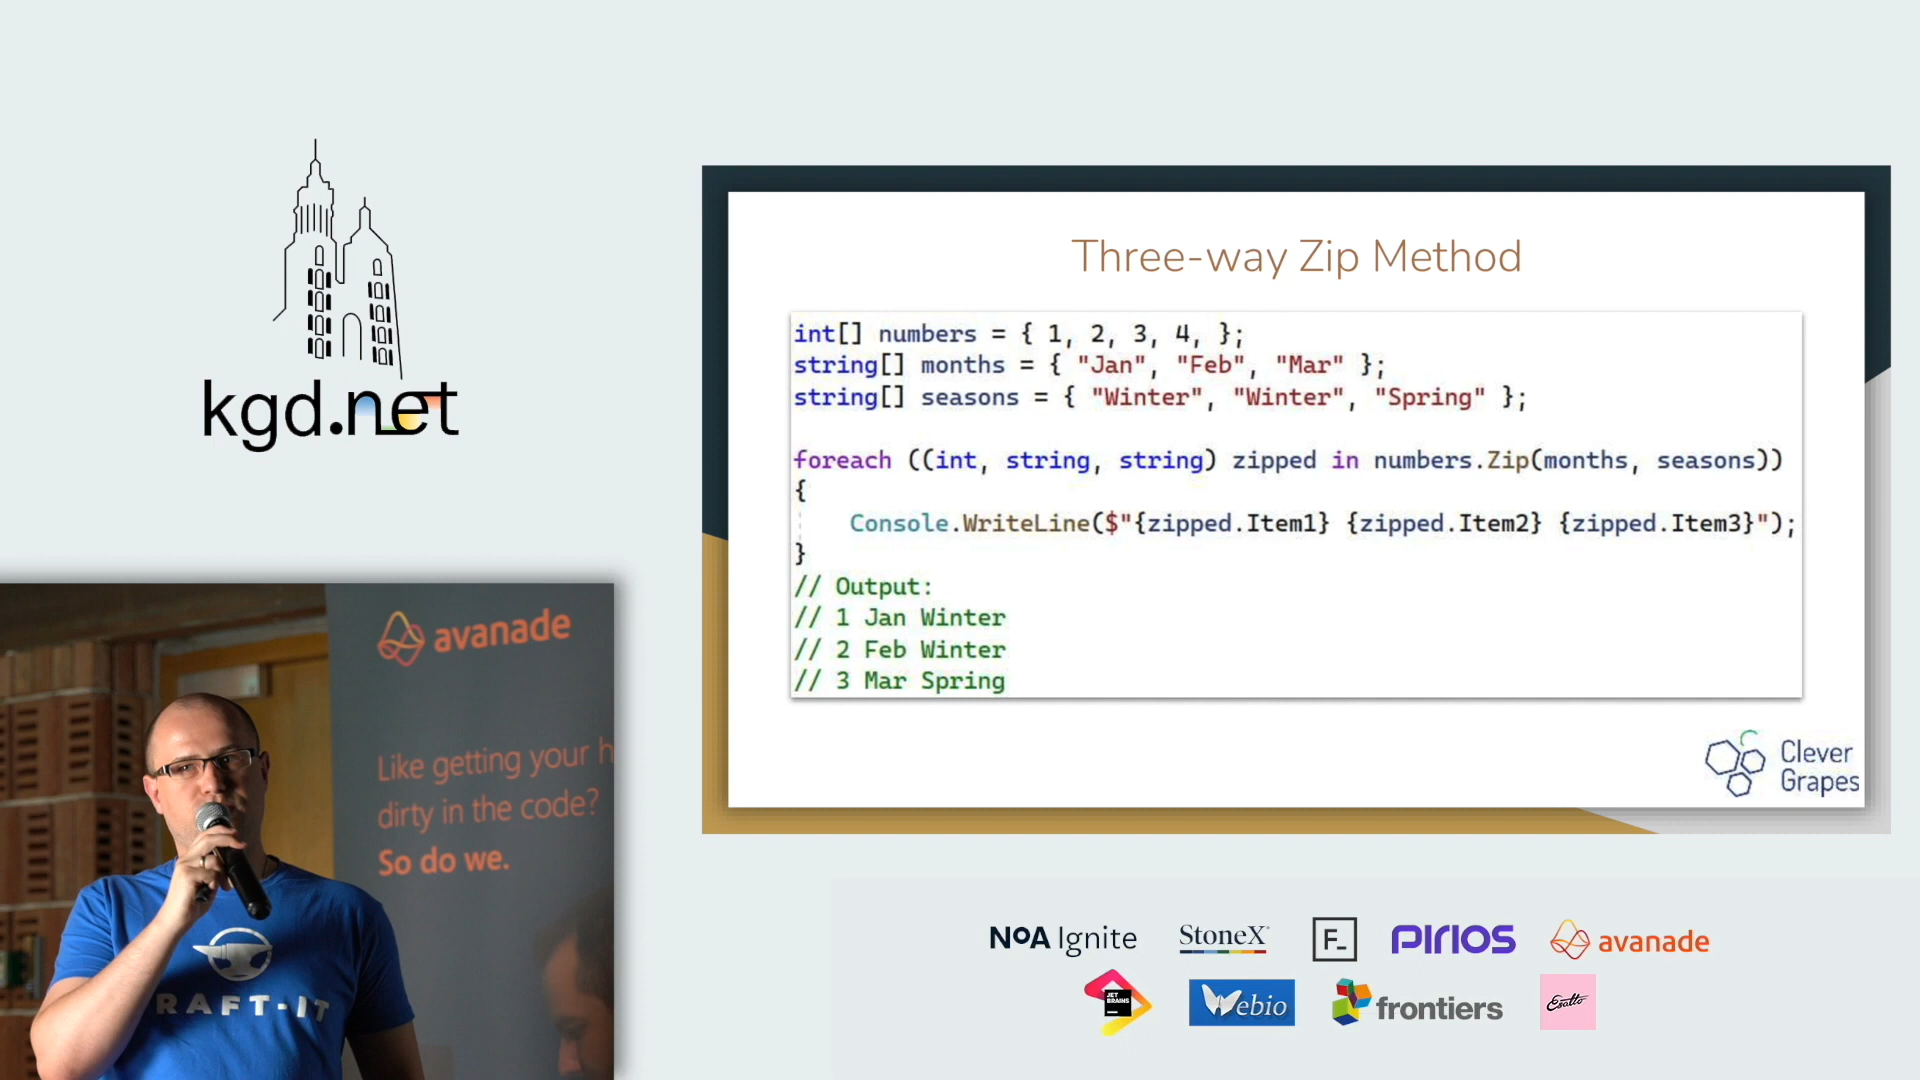 kgd.net
Three-way Zip Method
int[] numbers = { 1, 2, 3, 4, };
string[] months = { "Jan", "Feb", "Mar" };
string[] seasons = { "Winter", "Winter", "Spring" };
foreach ((int, string, string) zipped in numbers.Zip(months, seasons))
{
    Console.WriteLine($"{zipped.Item1} {zipped.Item2} {zipped.Item3}");
}
// Output:
// 1 Jan Winter
// 2 Feb Winter
// 3 Mar Spring
Clever
Grapes
avanade
Like getting your h
dirty in the code?
So do we.
RAFT-IT
NOA Ignite
StoneX
F_
PIRIOS
avanade
JET
BRAINS
Webio
frontiers
Esatto